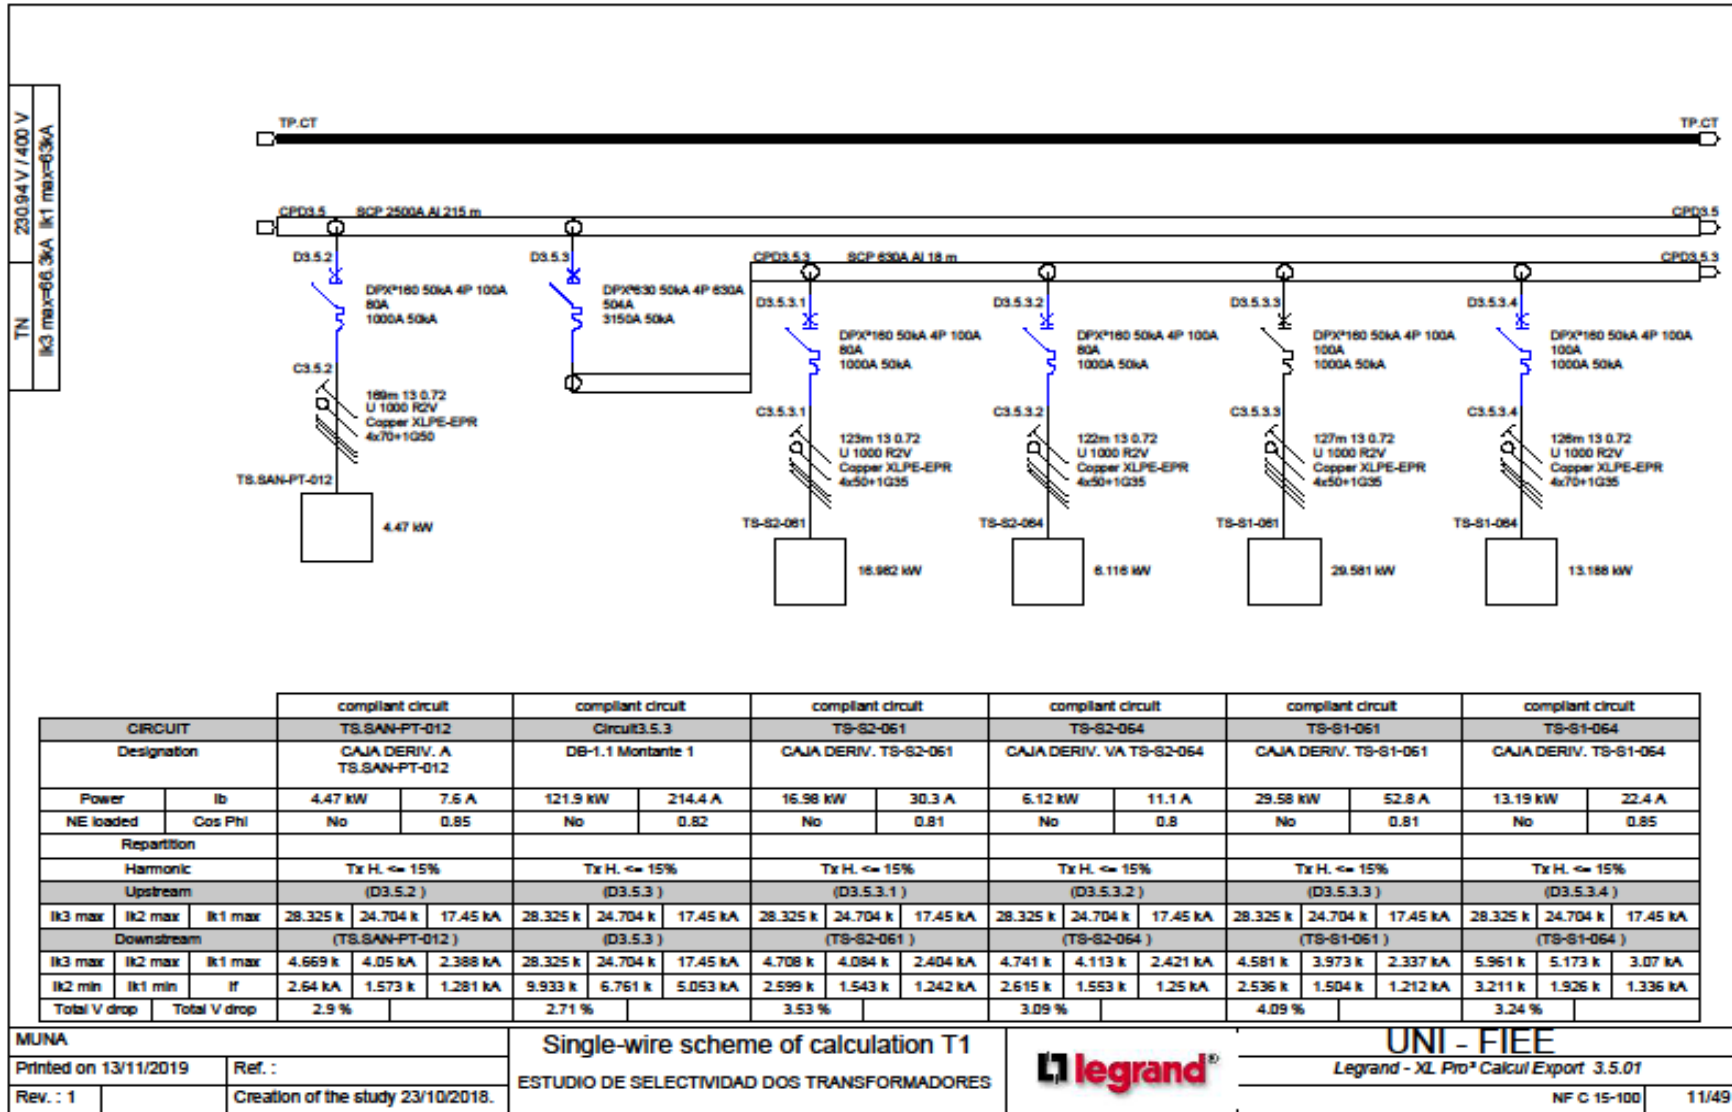 TN 230.94 V / 400 V
Ik3 max=66.3kA Ik1 max=63kA
TP.CT TP.CT
CPD3.5 SCP 2500A Al 215 m CPD3.5
D3.5.2
DPX³160 50kA 4P 100A
80A
1000A 50kA
C3.5.2
169m 13 0.72
U 1000 R2V
Copper XLPE-EPR
4x70+1G50
TS.SAN-PT-012
4.47 kW
D3.5.3
DPX³630 50kA 4P 630A
504A
3150A 50kA
CPD3.5.3 SCP 630A Al 18 m CPD3.5.3
D3.5.3.1
DPX³160 50kA 4P 100A
80A
1000A 50kA
C3.5.3.1
123m 13 0.72
U 1000 R2V
Copper XLPE-EPR
4x50+1G35
TS-S2-061
16.982 kW
D3.5.3.2
DPX³160 50kA 4P 100A
80A
1000A 50kA
C3.5.3.2
122m 13 0.72
U 1000 R2V
Copper XLPE-EPR
4x50+1G35
TS-S2-064
6.116 kW
D3.5.3.3
DPX³160 50kA 4P 100A
100A
1000A 50kA
C3.5.3.3
127m 13 0.72
U 1000 R2V
Copper XLPE-EPR
4x50+1G35
TS-S1-061
29.581 kW
D3.5.3.4
DPX³160 50kA 4P 100A
100A
1000A 50kA
C3.5.3.4
126m 13 0.72
U 1000 R2V
Copper XLPE-EPR
4x70+1G35
TS-S1-064
13.188 kW
compliant circuit compliant circuit compliant circuit compliant circuit compliant circuit compliant circuit
CIRCUIT TS.SAN-PT-012 Circuit3.5.3 TS-S2-061 TS-S2-064 TS-S1-061 TS-S1-064
Designation CAJA DERIV. A DB-1.1 Montante 1 CAJA DERIV. TS-S2-061 CAJA DERIV. VA TS-S2-064 CAJA DERIV. TS-S1-061 CAJA DERIV. TS-S1-064
TS.SAN-PT-012
Power Ib 4.47 kW 7.6 A 121.9 kW 214.4 A 16.98 kW 30.3 A 6.12 kW 11.1 A 29.58 kW 52.8 A 13.19 kW 22.4 A
NE loaded Cos Phi No 0.85 No 0.82 No 0.81 No 0.8 No 0.81 No 0.85
Repartition
Harmonic Tx H. <= 15% Tx H. <= 15% Tx H. <= 15% Tx H. <= 15% Tx H. <= 15% Tx H. <= 15%
Upstream (D3.5.2 ) (D3.5.3 ) (D3.5.3.1 ) (D3.5.3.2 ) (D3.5.3.3 ) (D3.5.3.4 )
Ik3 max Ik2 max Ik1 max 28.325 k 24.704 k 17.45 kA 28.325 k 24.704 k 17.45 kA 28.325 k 24.704 k 17.45 kA 28.325 k 24.704 k 17.45 kA 28.325 k 24.704 k 17.45 kA 28.325 k 24.704 k 17.45 kA
Downstream (TS.SAN-PT-012 ) (D3.5.3 ) (TS-S2-061 ) (TS-S2-064 ) (TS-S1-061 ) (TS-S1-064 )
Ik3 max Ik2 max Ik1 max 4.669 k 4.05 kA 2.388 kA 28.325 k 24.704 k 17.45 kA 4.708 k 4.084 k 2.404 kA 4.741 k 4.113 k 2.421 kA 4.581 k 3.973 k 2.337 kA 5.961 k 5.173 k 3.07 kA
Ik2 min Ik1 min If 2.64 kA 1.573 k 1.281 kA 9.933 k 6.761 k 5.053 kA 2.599 k 1.543 k 1.242 kA 2.615 k 1.553 k 1.25 kA 2.536 k 1.504 k 1.212 kA 3.211 k 1.926 k 1.336 kA
Total V drop Total V drop 2.9 % 2.71 % 3.53 % 3.09 % 4.09 % 3.24 %
MUNA
Printed on 13/11/2019 Ref. :
Rev. : 1 Creation of the study 23/10/2018.
Single-wire scheme of calculation T1
ESTUDIO DE SELECTIVIDAD DOS TRANSFORMADORES
legrand®
UNI - FIEE
Legrand - XL Pro³ Calcul Export 3.5.01
NF C 15-100 11/49